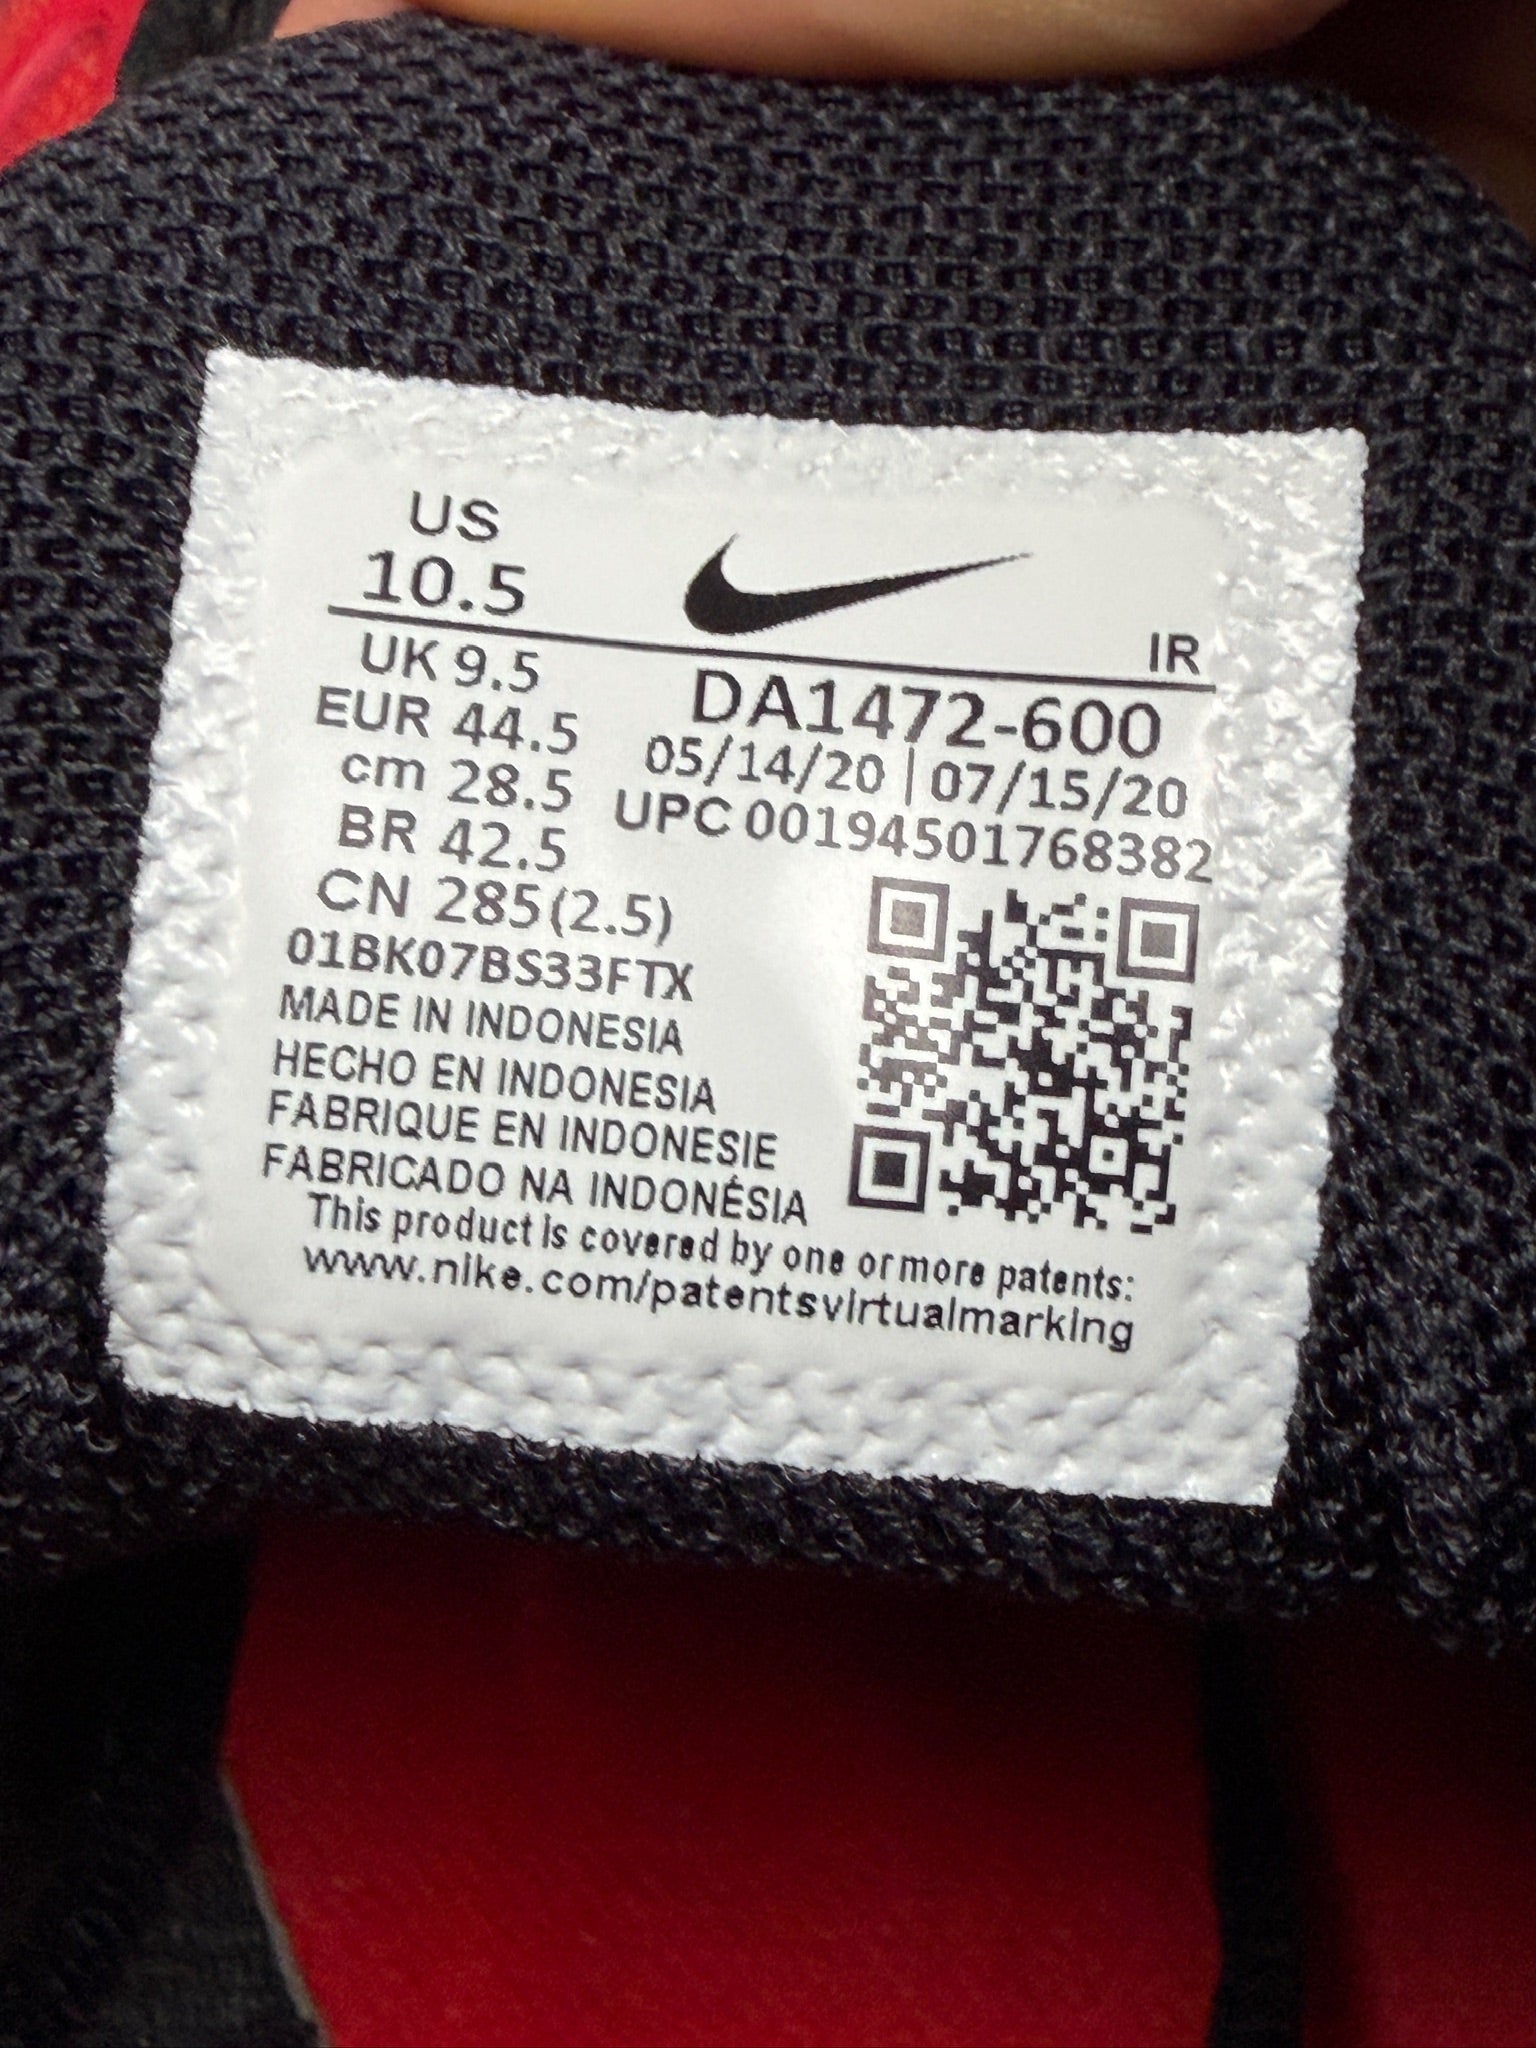 US
10.5
IR
UK 9.5
EUR 44.5
cm 28.5
BR 42.5
CN 285(2.5)
DA1472-600
05/14/20 | 07/15/20
UPC 00194501768382
01BK07BS33FTX
MADE IN INDONESIA
HECHO EN INDONESIA
FABRIQUE EN INDONESIE
FABRICADO NA INDONÉSIA
This product is covered by one or more patents:
www.nike.com/patentsvirtualmarking